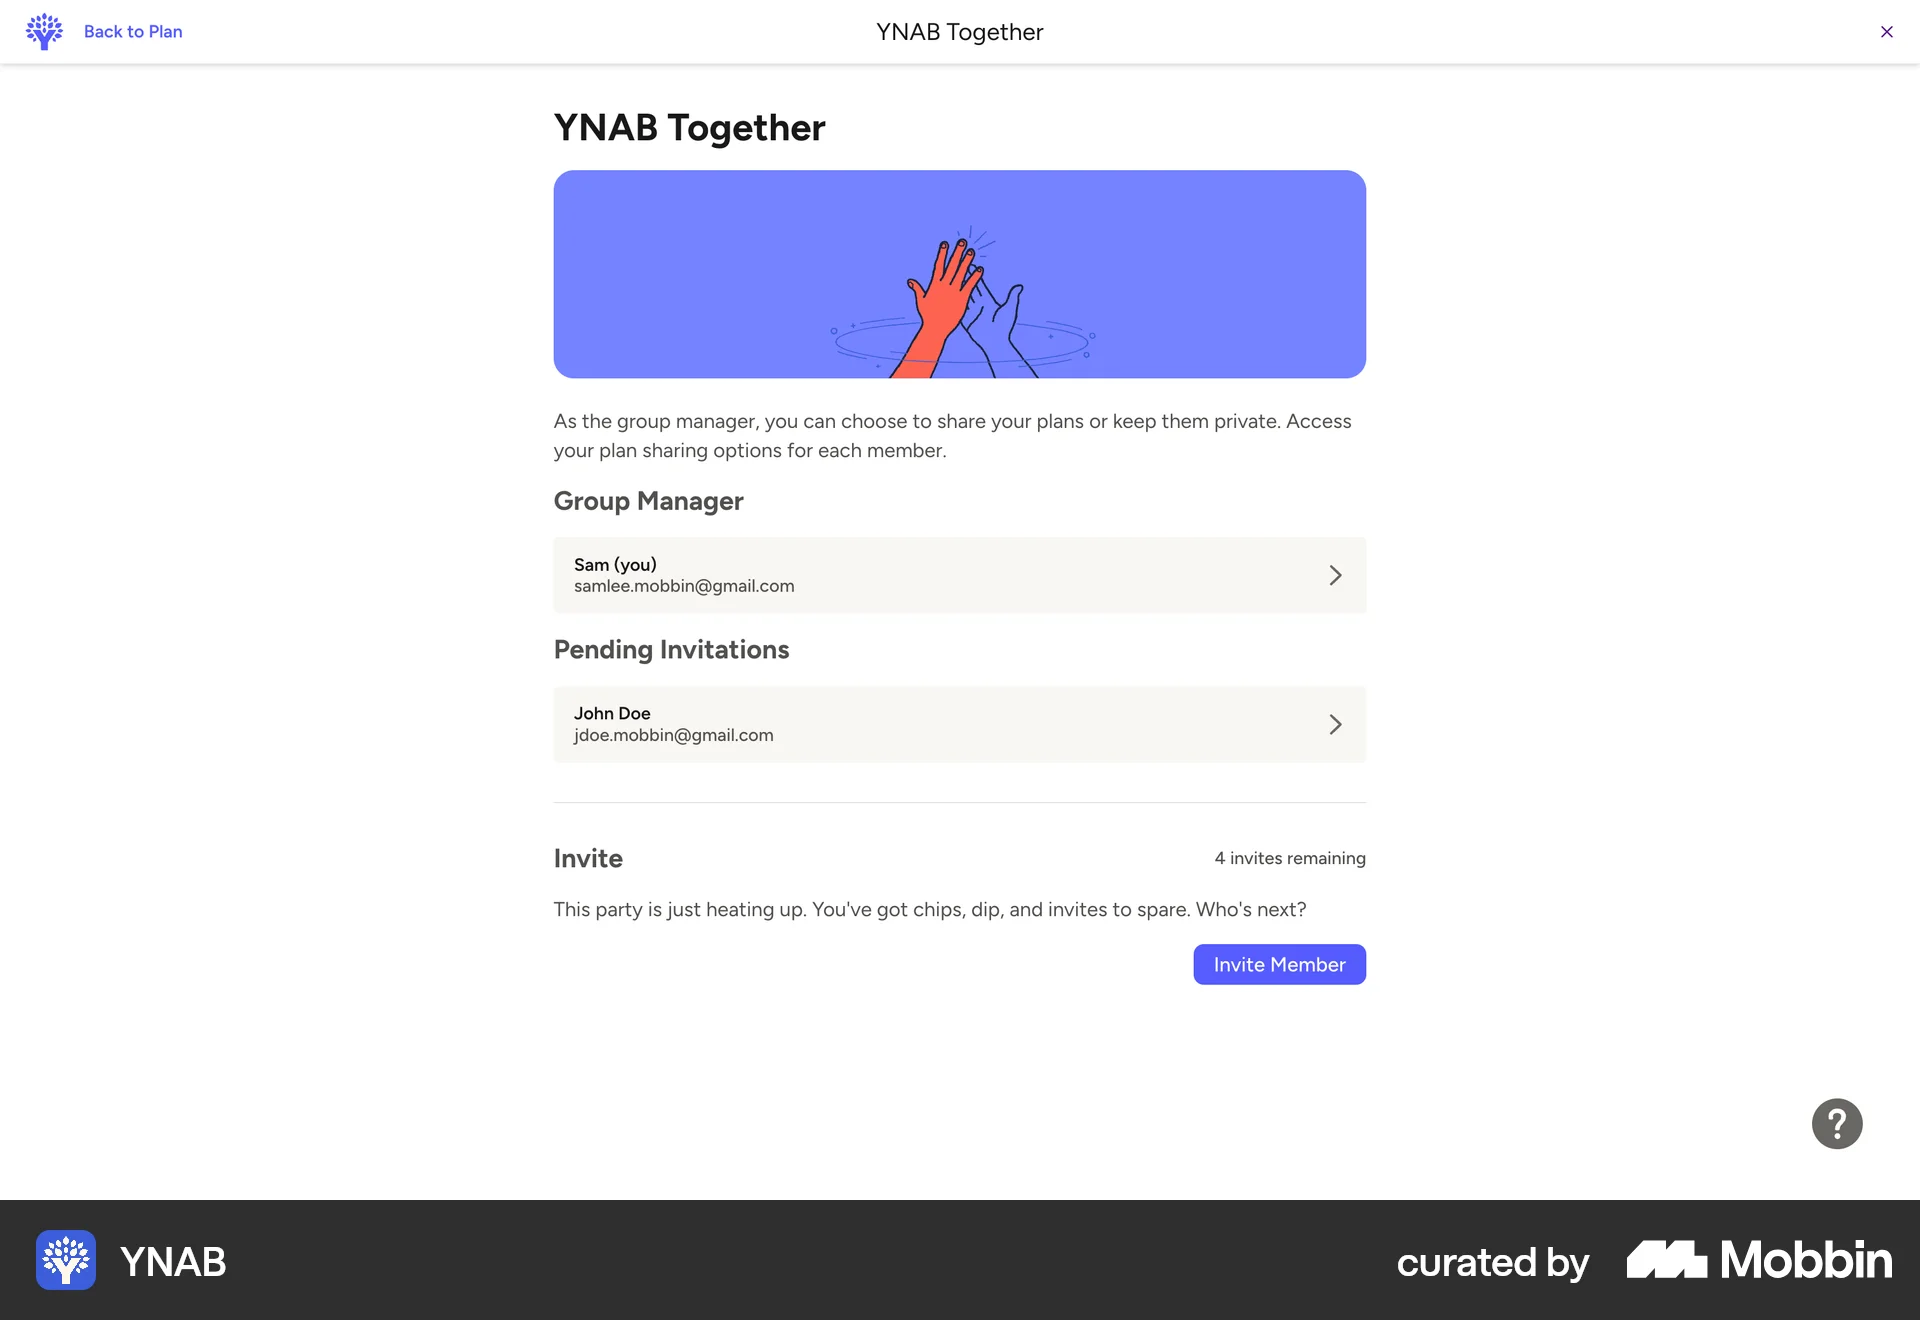 Back to Plan
YNAB Together
YNAB Together
As the group manager, you can choose to share your plans or keep them private. Access
your plan sharing options for each member.
Group Manager
Sam (you)
samlee.mobbin@gmail.com
Pending Invitations
John Doe
jdoe.mobbin@gmail.com
Invite
4 invites remaining
This party is just heating up. You've got chips, dip, and invites to spare. Who's next?
Invite Member
?
YNAB
curated by
Mobbin